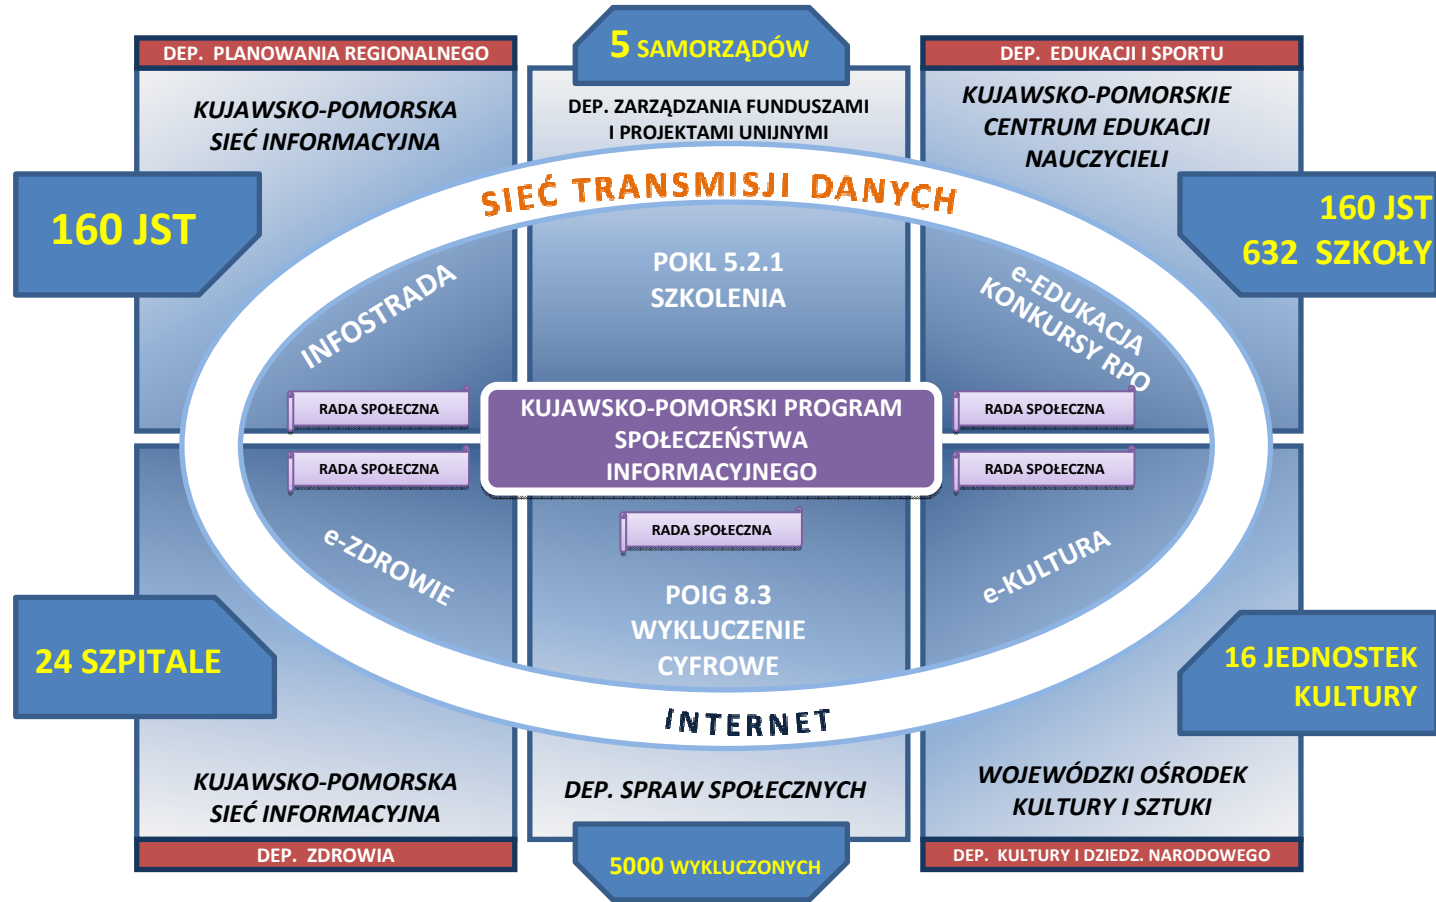 DEP. PLANOWANIA REGIONALNEGO
5 SAMORZĄDÓW
DEP. EDUKACJI I SPORTU
KUJAWSKO-POMORSKA
SIEĆ INFORMACYJNA
DEP. ZARZĄDZANIA FUNDUSZAMI
I PROJEKTAMI UNIJNYMI
KUJAWSKO-POMORSKIE
CENTRUM EDUKACJI
NAUCZYCIELI
SIEĆ TRANSMISJI DANYCH
160 JST
160 JST
632 SZKOŁY
INFOSTRADA
POKL 5.2.1
SZKOLENIA
e-EDUKACJA
KONKURSY RPO
RADA SPOŁECZNA
KUJAWSKO-POMORSKI PROGRAM
SPOŁECZEŃSTWA
INFORMACYJNEGO
RADA SPOŁECZNA
RADA SPOŁECZNA
RADA SPOŁECZNA
RADA SPOŁECZNA
e-ZDROWIE
POIG 8.3
WYKLUCZENIE
CYFROWE
e-KULTURA
24 SZPITALE
16 JEDNOSTEK
KULTURY
INTERNET
KUJAWSKO-POMORSKA
SIEĆ INFORMACYJNA
DEP. SPRAW SPOŁECZNYCH
WOJEWÓDZKI OŚRODEK
KULTURY I SZTUKI
DEP. ZDROWIA
5000 WYKLUCZONYCH
DEP. KULTURY I DZIEDZ. NARODOWEGO